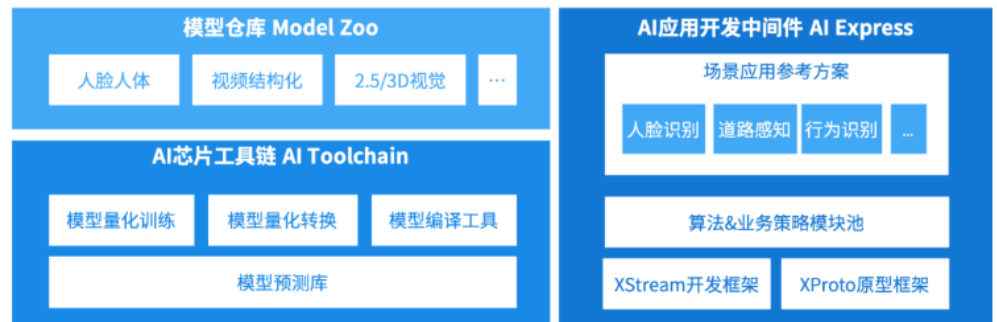 模型仓库 Model Zoo
人脸人体 视频结构化 2.5/3D视觉 …
AI芯片工具链 AI Toolchain
模型量化训练 模型量化转换 模型编译工具
模型预测库
AI应用开发中间件 AI Express
场景应用参考方案
人脸识别 道路感知 行为识别 ...
算法&业务策略模块池
XStream开发框架 XProto原型框架